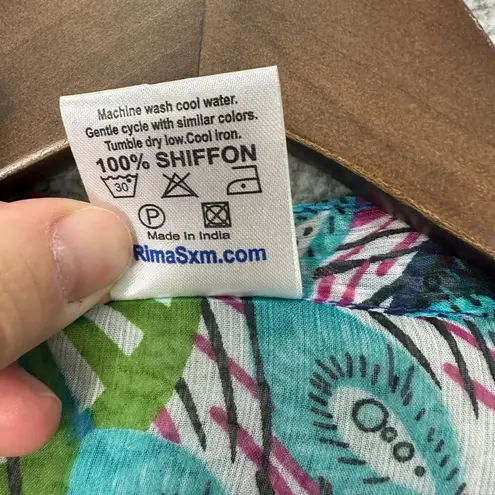 Machine wash cool water.
Gentle cycle with similar colors.
Tumble dry low.Cool iron.
100% SHIFFON
30°
P
Made in India
RimaSxm.com